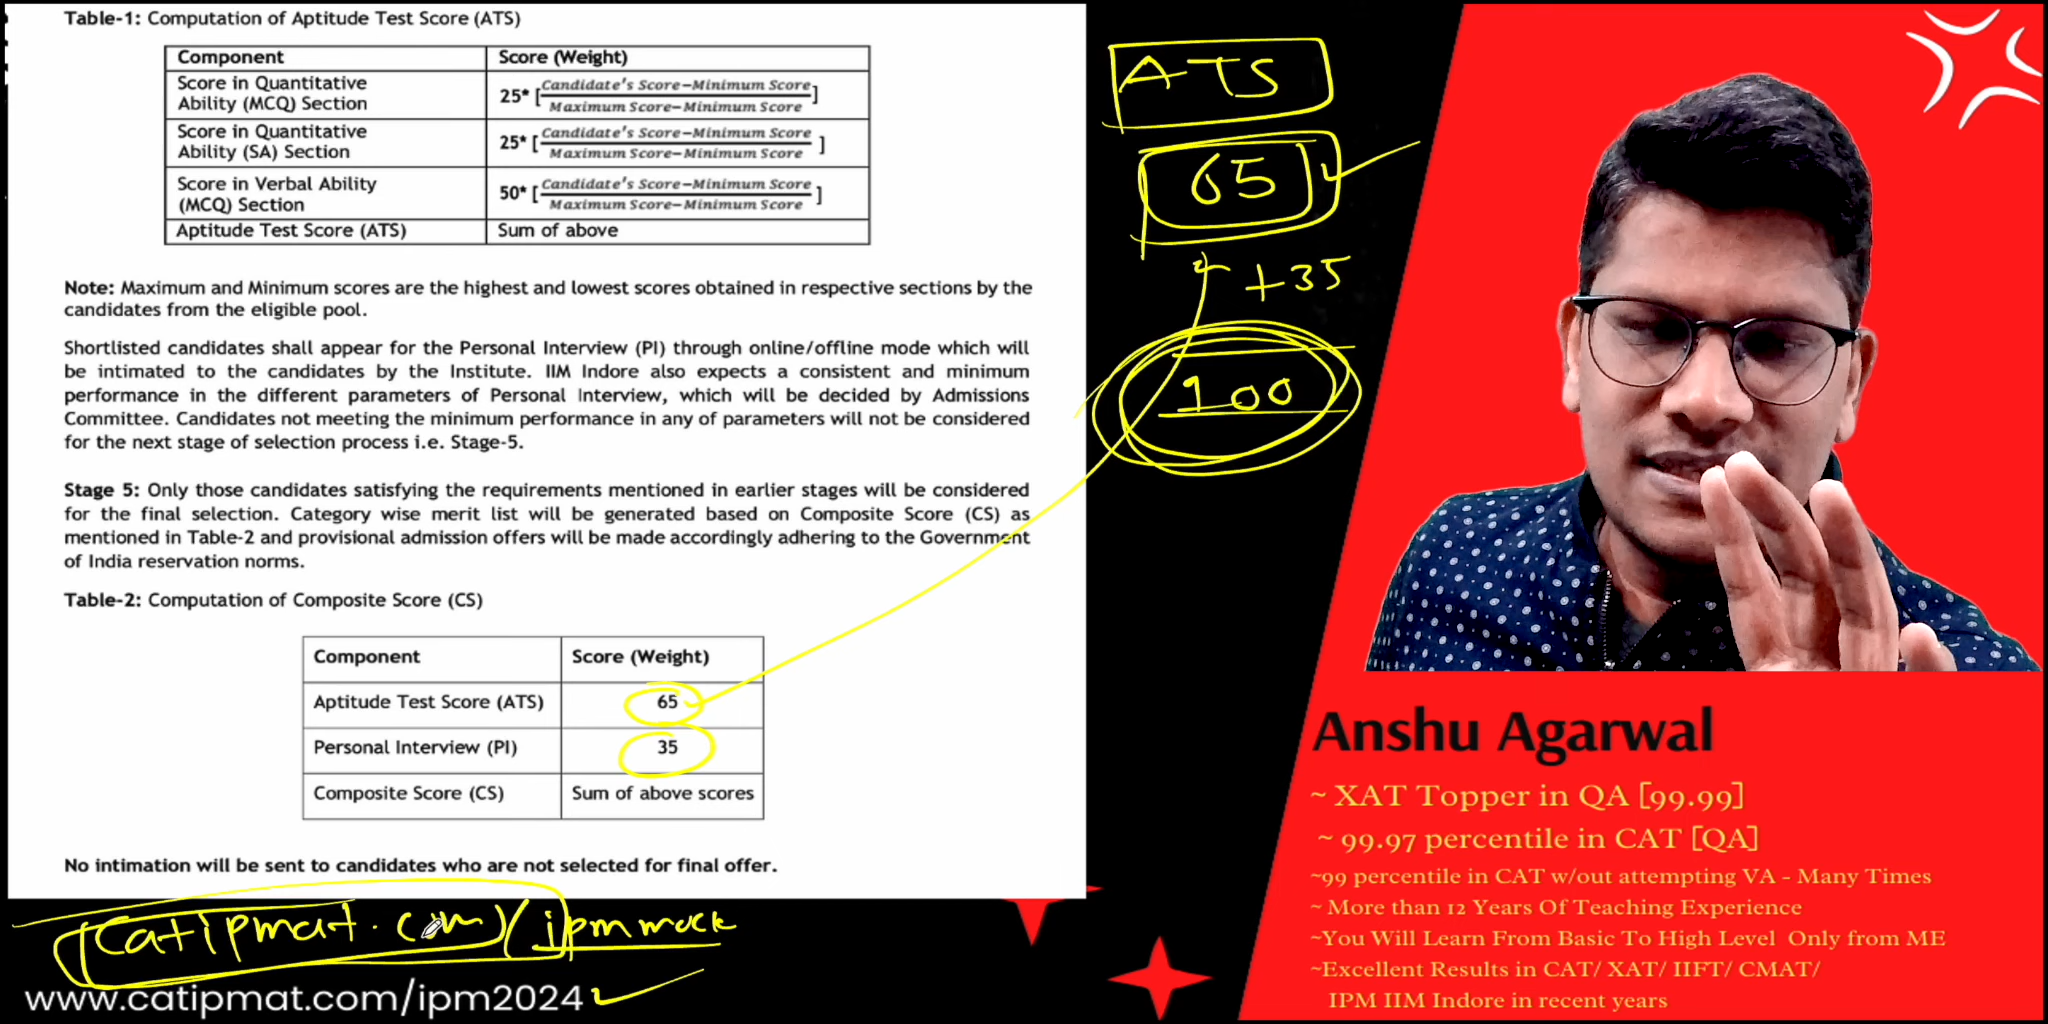 Table-1: Computation of Aptitude Test Score (ATS)
Component Score (Weight)
Score in Quantitative Ability (MCQ) Section 25* [Candidate's Score−Minimum Score / Maximum Score−Minimum Score]
Score in Quantitative Ability (SA) Section 25* [Candidate's Score−Minimum Score / Maximum Score−Minimum Score ]
Score in Verbal Ability (MCQ) Section 50* [Candidate's Score−Minimum Score / Maximum Score−Minimum Score ]
Aptitude Test Score (ATS) Sum of above
Note: Maximum and Minimum scores are the highest and lowest scores obtained in respective sections by the
candidates from the eligible pool.
Shortlisted candidates shall appear for the Personal Interview (PI) through online/offline mode which will
be intimated to the candidates by the Institute. IIM Indore also expects a consistent and minimum
performance in the different parameters of Personal Interview, which will be decided by Admissions
Committee. Candidates not meeting the minimum performance in any of parameters will not be considered
for the next stage of selection process i.e. Stage-5.
Stage 5: Only those candidates satisfying the requirements mentioned in earlier stages will be considered
for the final selection. Category wise merit list will be generated based on Composite Score (CS) as
mentioned in Table-2 and provisional admission offers will be made accordingly adhering to the Government
of India reservation norms.
Table-2: Computation of Composite Score (CS)
Component Score (Weight)
Aptitude Test Score (ATS) 65
Personal Interview (PI) 35
Composite Score (CS) Sum of above scores
No intimation will be sent to candidates who are not selected for final offer.
catipmat.com/ipmmock
www.catipmat.com/ipm2024
ATS
65
+35
100
Anshu Agarwal
~ XAT Topper in QA [99.99]
~ 99.97 percentile in CAT [QA]
~99 percentile in CAT w/out attempting VA - Many Times
~ More than 12 Years Of Teaching Experience
~You Will Learn From Basic To High Level Only from ME
~Excellent Results in CAT/ XAT/ IIFT/ CMAT/
IPM IIM Indore in recent years